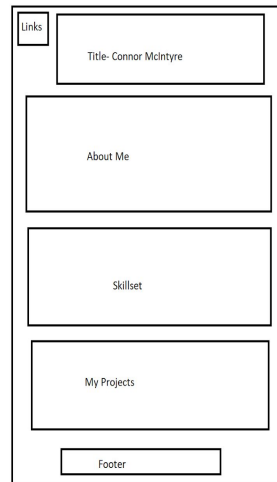 Links
Title- Connor McIntyre
About Me
Skillset
My Projects
Footer